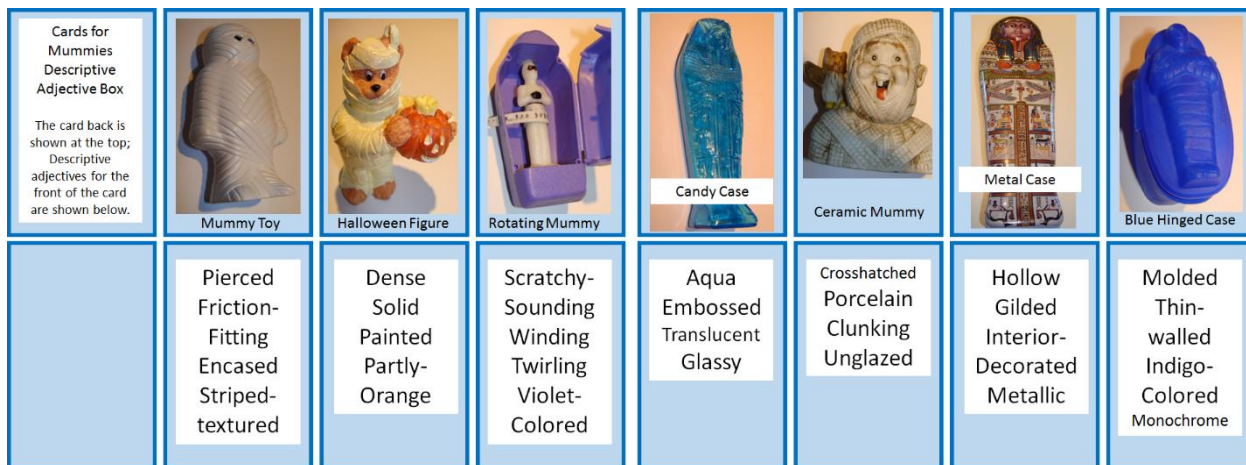 Cards for
Mummies
Descriptive
Adjective Box
The card back is
shown at the top;
Descriptive
adjectives for the
front of the card
are shown below.
Mummy Toy
Halloween Figure
Rotating Mummy
Candy Case
Ceramic Mummy
Metal Case
Blue Hinged Case
Pierced
Friction-
Fitting
Encased
Striped-
textured
Dense
Solid
Painted
Partly-
Orange
Scratchy-
Sounding
Winding
Twirling
Violet-
Colored
Aqua
Embossed
Translucent
Glassy
Crosshatched
Porcelain
Clunking
Unglazed
Hollow
Gilded
Interior-
Decorated
Metallic
Molded
Thin-
walled
Indigo-
Colored
Monochrome